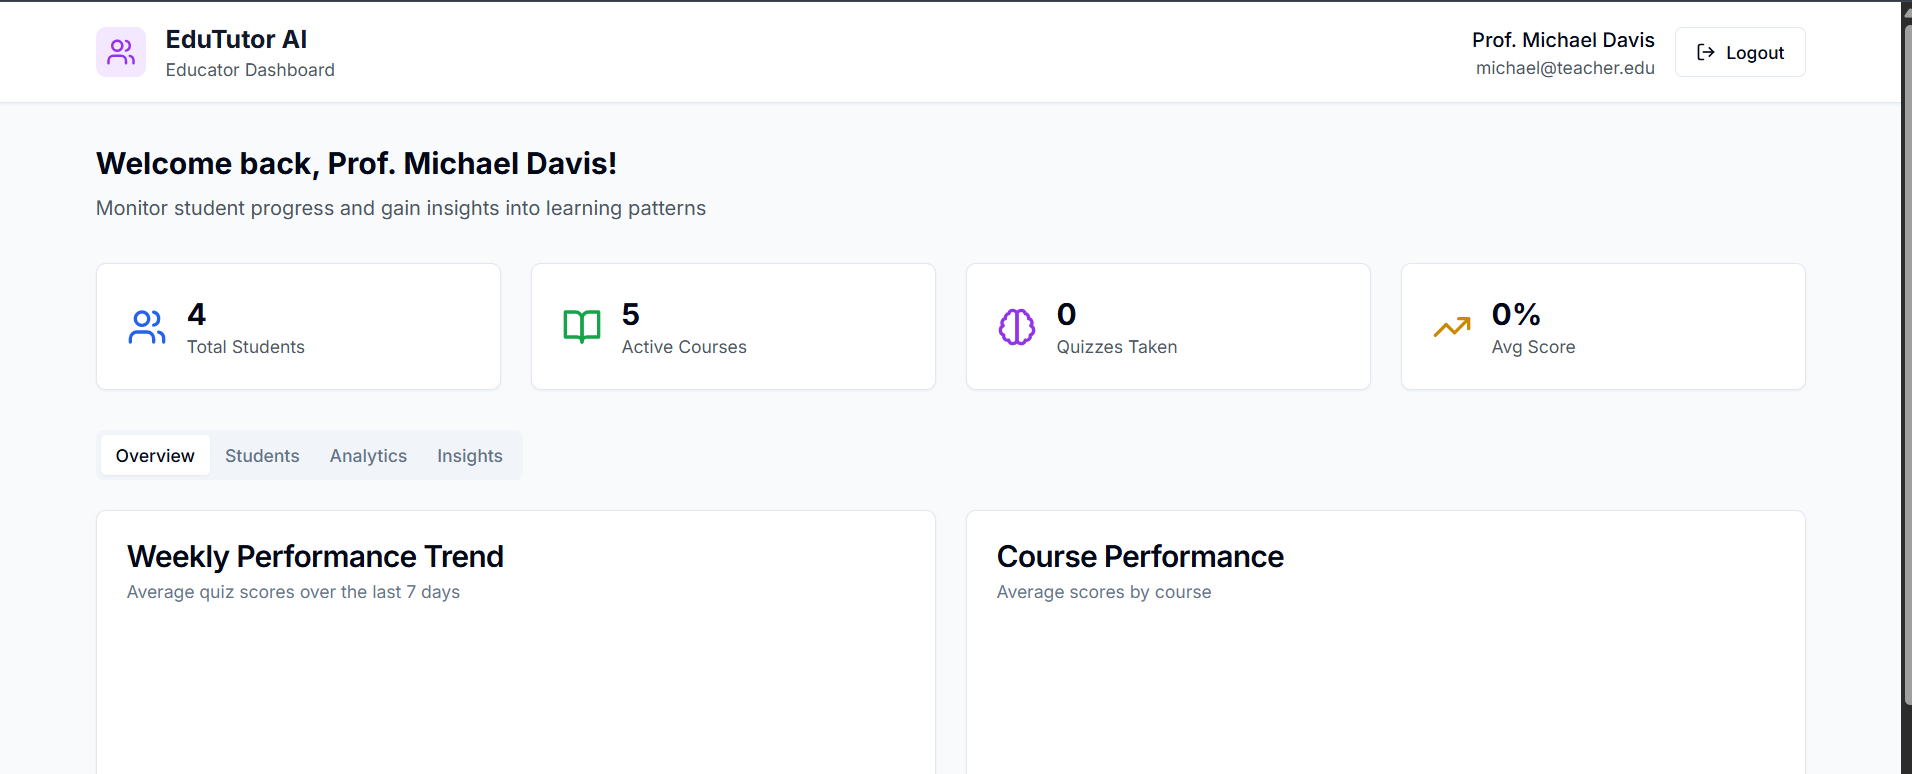 EduTutor AI
Educator Dashboard
Prof. Michael Davis
michael@teacher.edu
Logout
Welcome back, Prof. Michael Davis!
Monitor student progress and gain insights into learning patterns
4
Total Students
5
Active Courses
0
Quizzes Taken
0%
Avg Score
Overview
Students
Analytics
Insights
Weekly Performance Trend
Average quiz scores over the last 7 days
Course Performance
Average scores by course